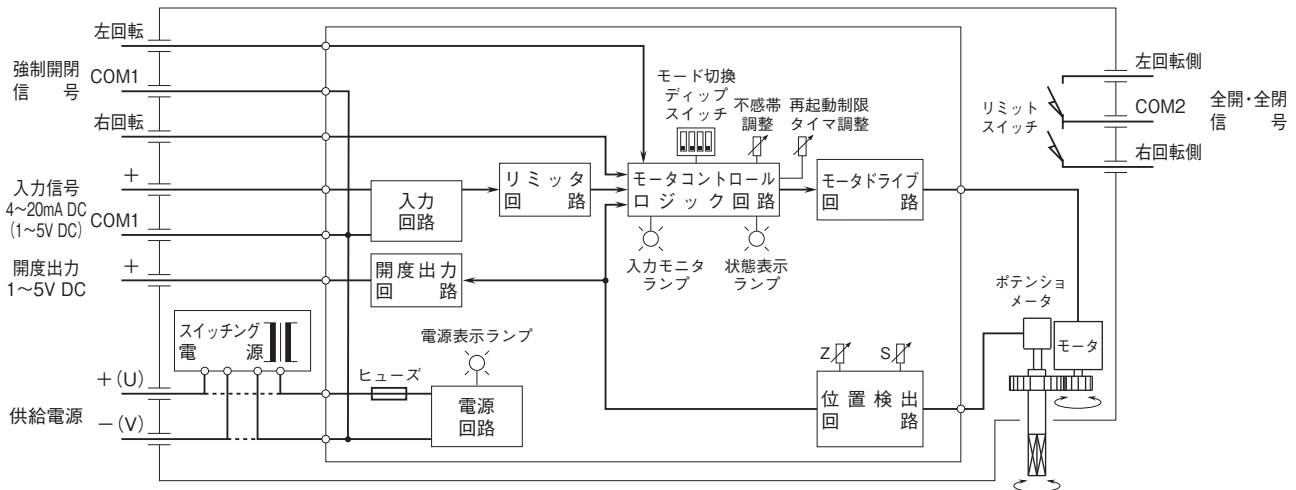 左回転
強制開閉
信号
COM1
右回転
入力信号
4～20mA DC
(1～5V DC)
＋
COM1
開度出力
1～5V DC
＋
スイッチング
電源
供給電源
＋(U)
－(V)
ヒューズ
電源表示ランプ
電源
回路
入力
回路
開度出力
回路
リミッタ
回路
モード切換
ディップ
スイッチ
不感帯
調整
再起動制限
タイマ調整
モータコントロール
ロジック回路
入力モニタ
ランプ
状態表示
ランプ
モータドライブ
回路
Z
S
位置検出
回路
ポテンショ
メータ
モータ
リミット
スイッチ
左回転側
COM2
右回転側
全開・全閉
信号